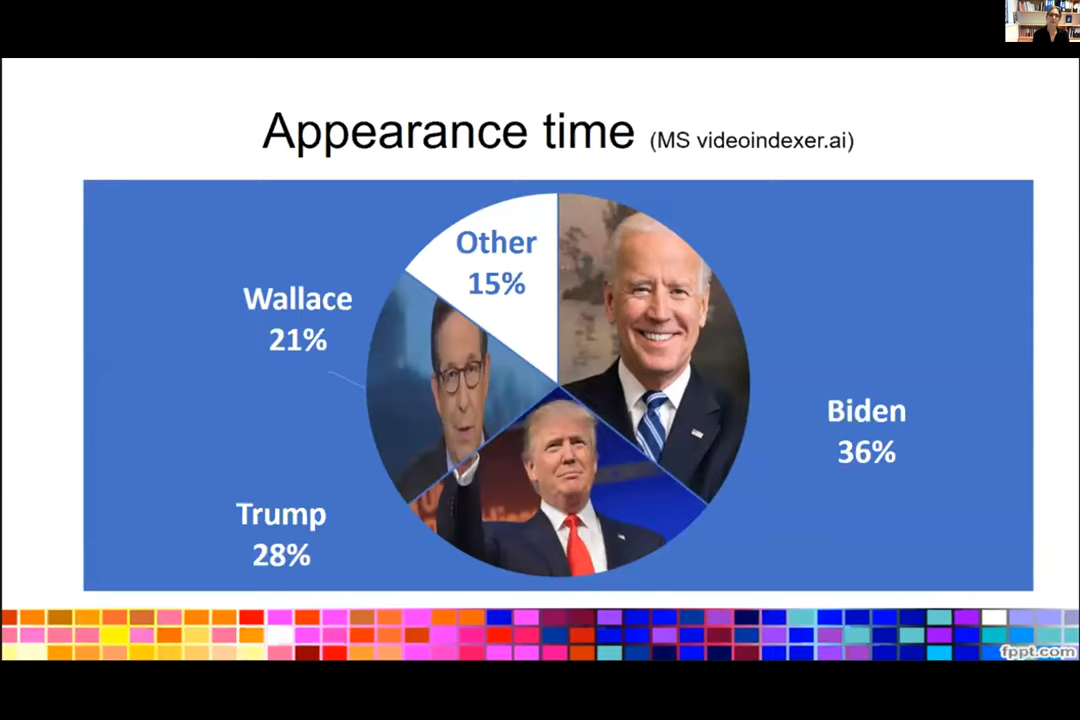 Appearance time (MS videoindexer.ai)
Other
15%
Wallace
21%
Biden
36%
Trump
28%
fppt.com